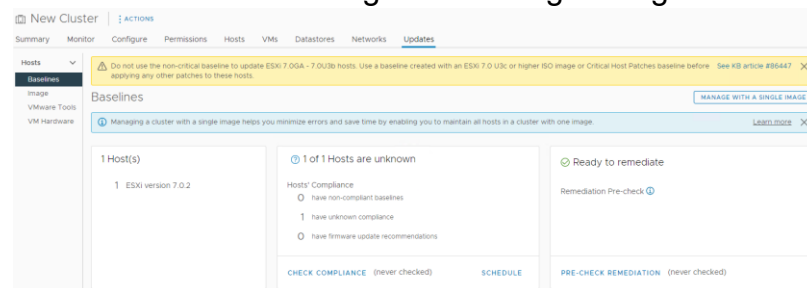 New Cluster ACTIONS
Summary Monitor Configure Permissions Hosts VMs Datastores Networks Updates
Hosts
Baselines
Image
VMware Tools
VM Hardware
Do not use the non-critical baseline to update ESXi 7.0GA - 7.0U3b hosts. Use a baseline created with an ESXi 7.0 U3c or higher ISO image or Critical Host Patches baseline before
applying any other patches to these hosts.
See KB article #86447
Baselines
MANAGE WITH A SINGLE IMAGE
Managing a cluster with a single image helps you minimize errors and save time by enabling you to maintain all hosts in a cluster with one image.
Learn more
1 Host(s)
1 ESXi version 7.0.2
1 of 1 Hosts are unknown
Hosts' Compliance
0 have non-compliant baselines
1 have unknown compliance
0 have firmware update recommendations
CHECK COMPLIANCE (never checked) SCHEDULE
Ready to remediate
Remediation Pre-check
PRE-CHECK REMEDIATION (never checked)